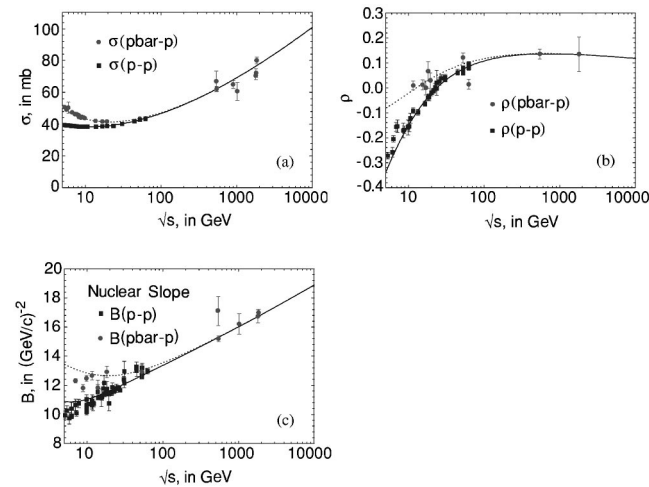 100
80
60
40
20
0
σ, in mb
σ(pbar-p)
σ(p-p)
(a)
10 100 1000 10000
√s, in GeV
0.3
0.2
0.1
0.0
-0.1
-0.2
-0.3
-0.4
ρ
ρ(pbar-p)
ρ(p-p)
(b)
10 100 1000 10000
√s, in GeV
20
18
16
14
12
10
8
B, in (GeV/c)⁻²
Nuclear Slope
B(p-p)
B(pbar-p)
(c)
10 100 1000 10000
√s, in GeV